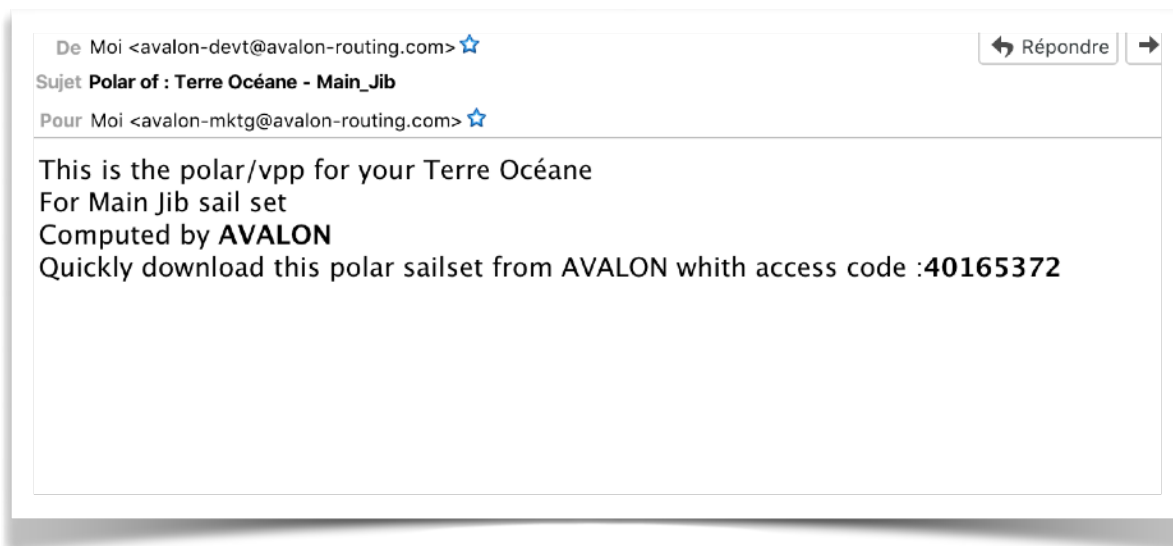 De Moi <avalon-devt@avalon-routing.com>
Répondre
Sujet Polar of : Terre Océane - Main_Jib
Pour Moi <avalon-mktg@avalon-routing.com>
This is the polar/vpp for your Terre Océane
For Main Jib sail set
Computed by AVALON
Quickly download this polar sailset from AVALON whith access code :40165372